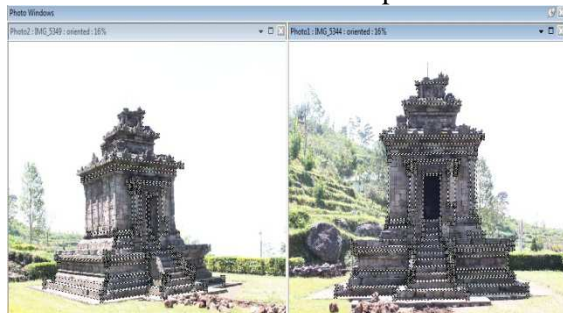 Photo Windows
Photo2 : IMG_5349 : oriented : 16%
Photo1 : IMG_5344 : oriented : 16%